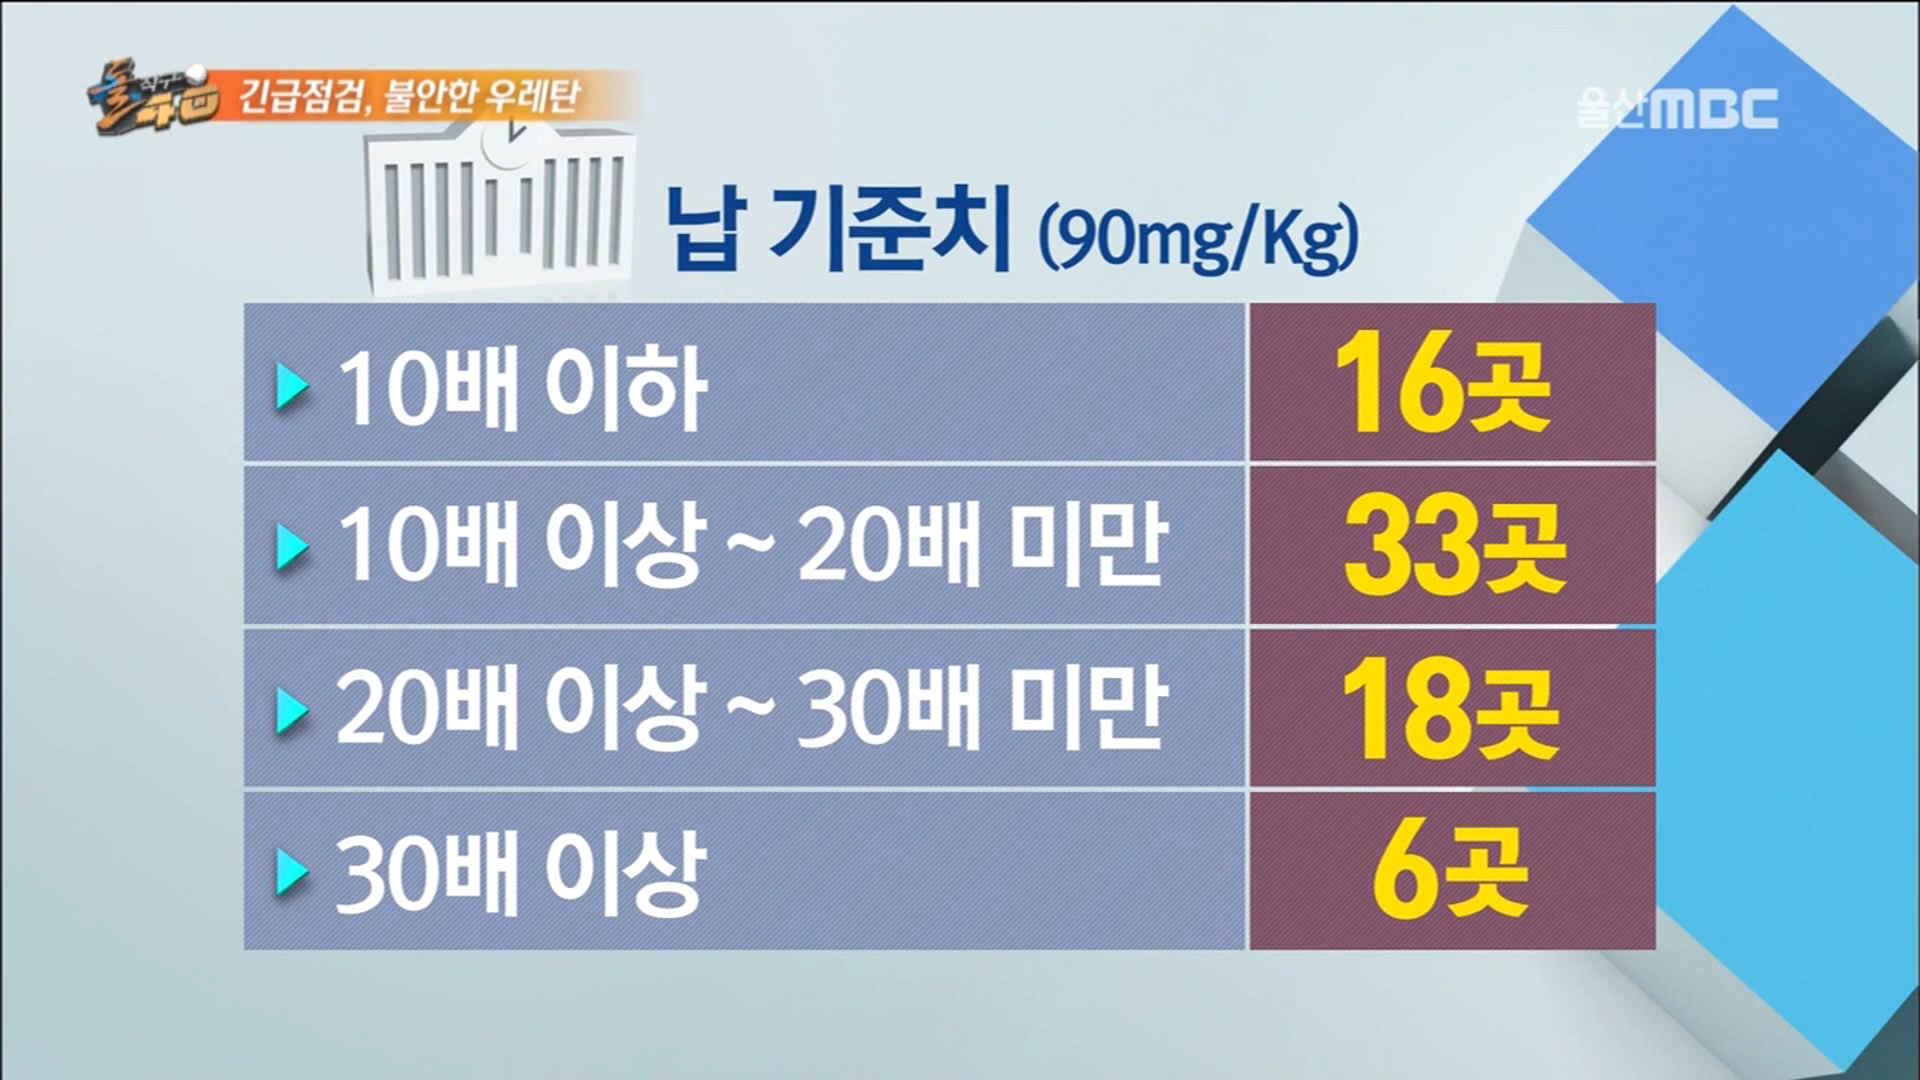 돌직구
긴급점검, 불안한 우레탄
울산MBC
납 기준치 (90mg/Kg)
10배 이하 16곳
10배 이상 ~ 20배 미만 33곳
20배 이상 ~ 30배 미만 18곳
30배 이상 6곳